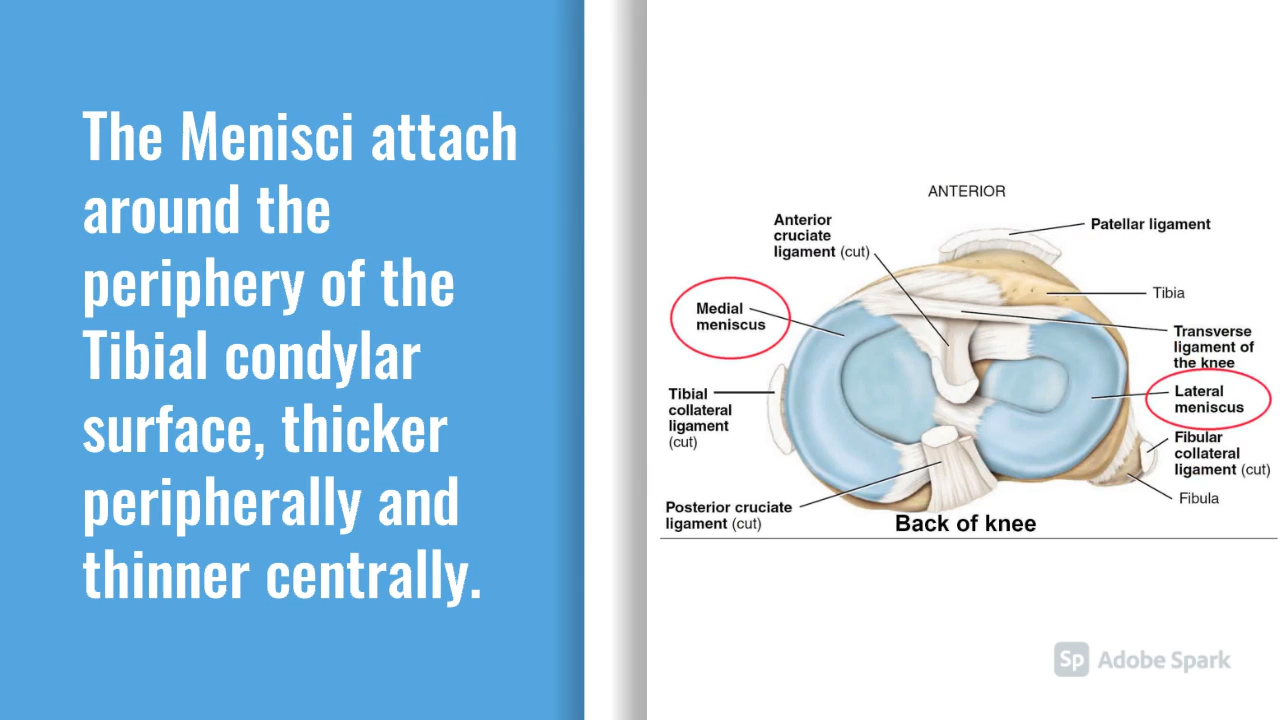 The Menisci attach
around the
periphery of the
Tibial condylar
surface, thicker
peripherally and
thinner centrally.
ANTERIOR
Anterior
cruciate
ligament (cut)
Patellar ligament
Medial
meniscus
Tibia
Transverse
ligament of
the knee
Tibial
collateral
ligament
(cut)
Lateral
meniscus
Fibular
collateral
ligament (cut)
Fibula
Posterior cruciate
ligament (cut)
Back of knee
Sp Adobe Spark